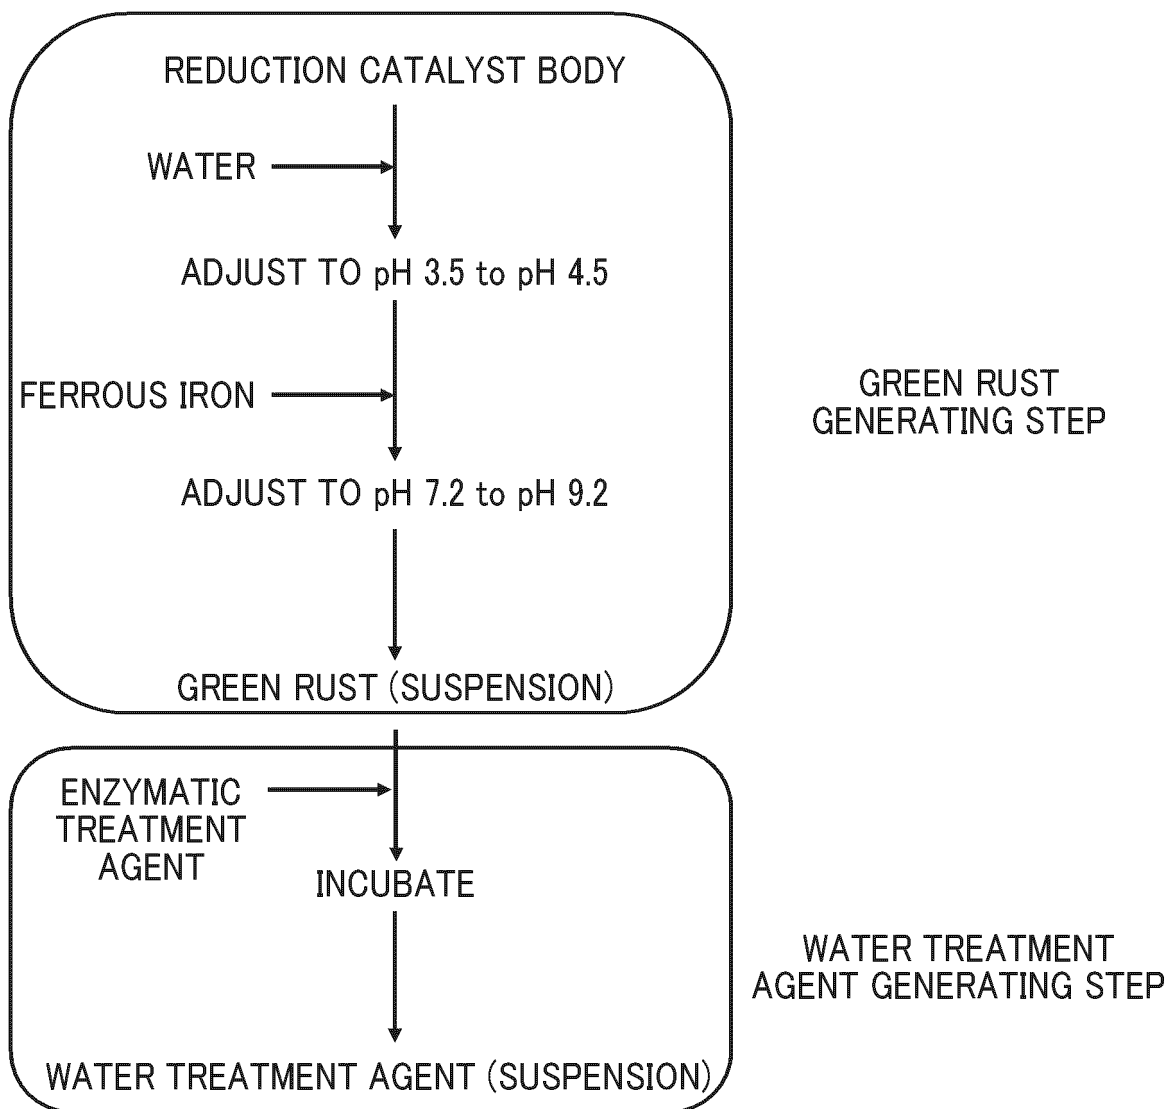 REDUCTION CATALYST BODY
WATER
ADJUST TO pH 3.5 to pH 4.5
FERROUS IRON
GREEN RUST
GENERATING STEP
ADJUST TO pH 7.2 to pH 9.2
GREEN RUST (SUSPENSION)
ENZYMATIC
TREATMENT
AGENT
INCUBATE
WATER TREATMENT
AGENT GENERATING STEP
WATER TREATMENT AGENT (SUSPENSION)